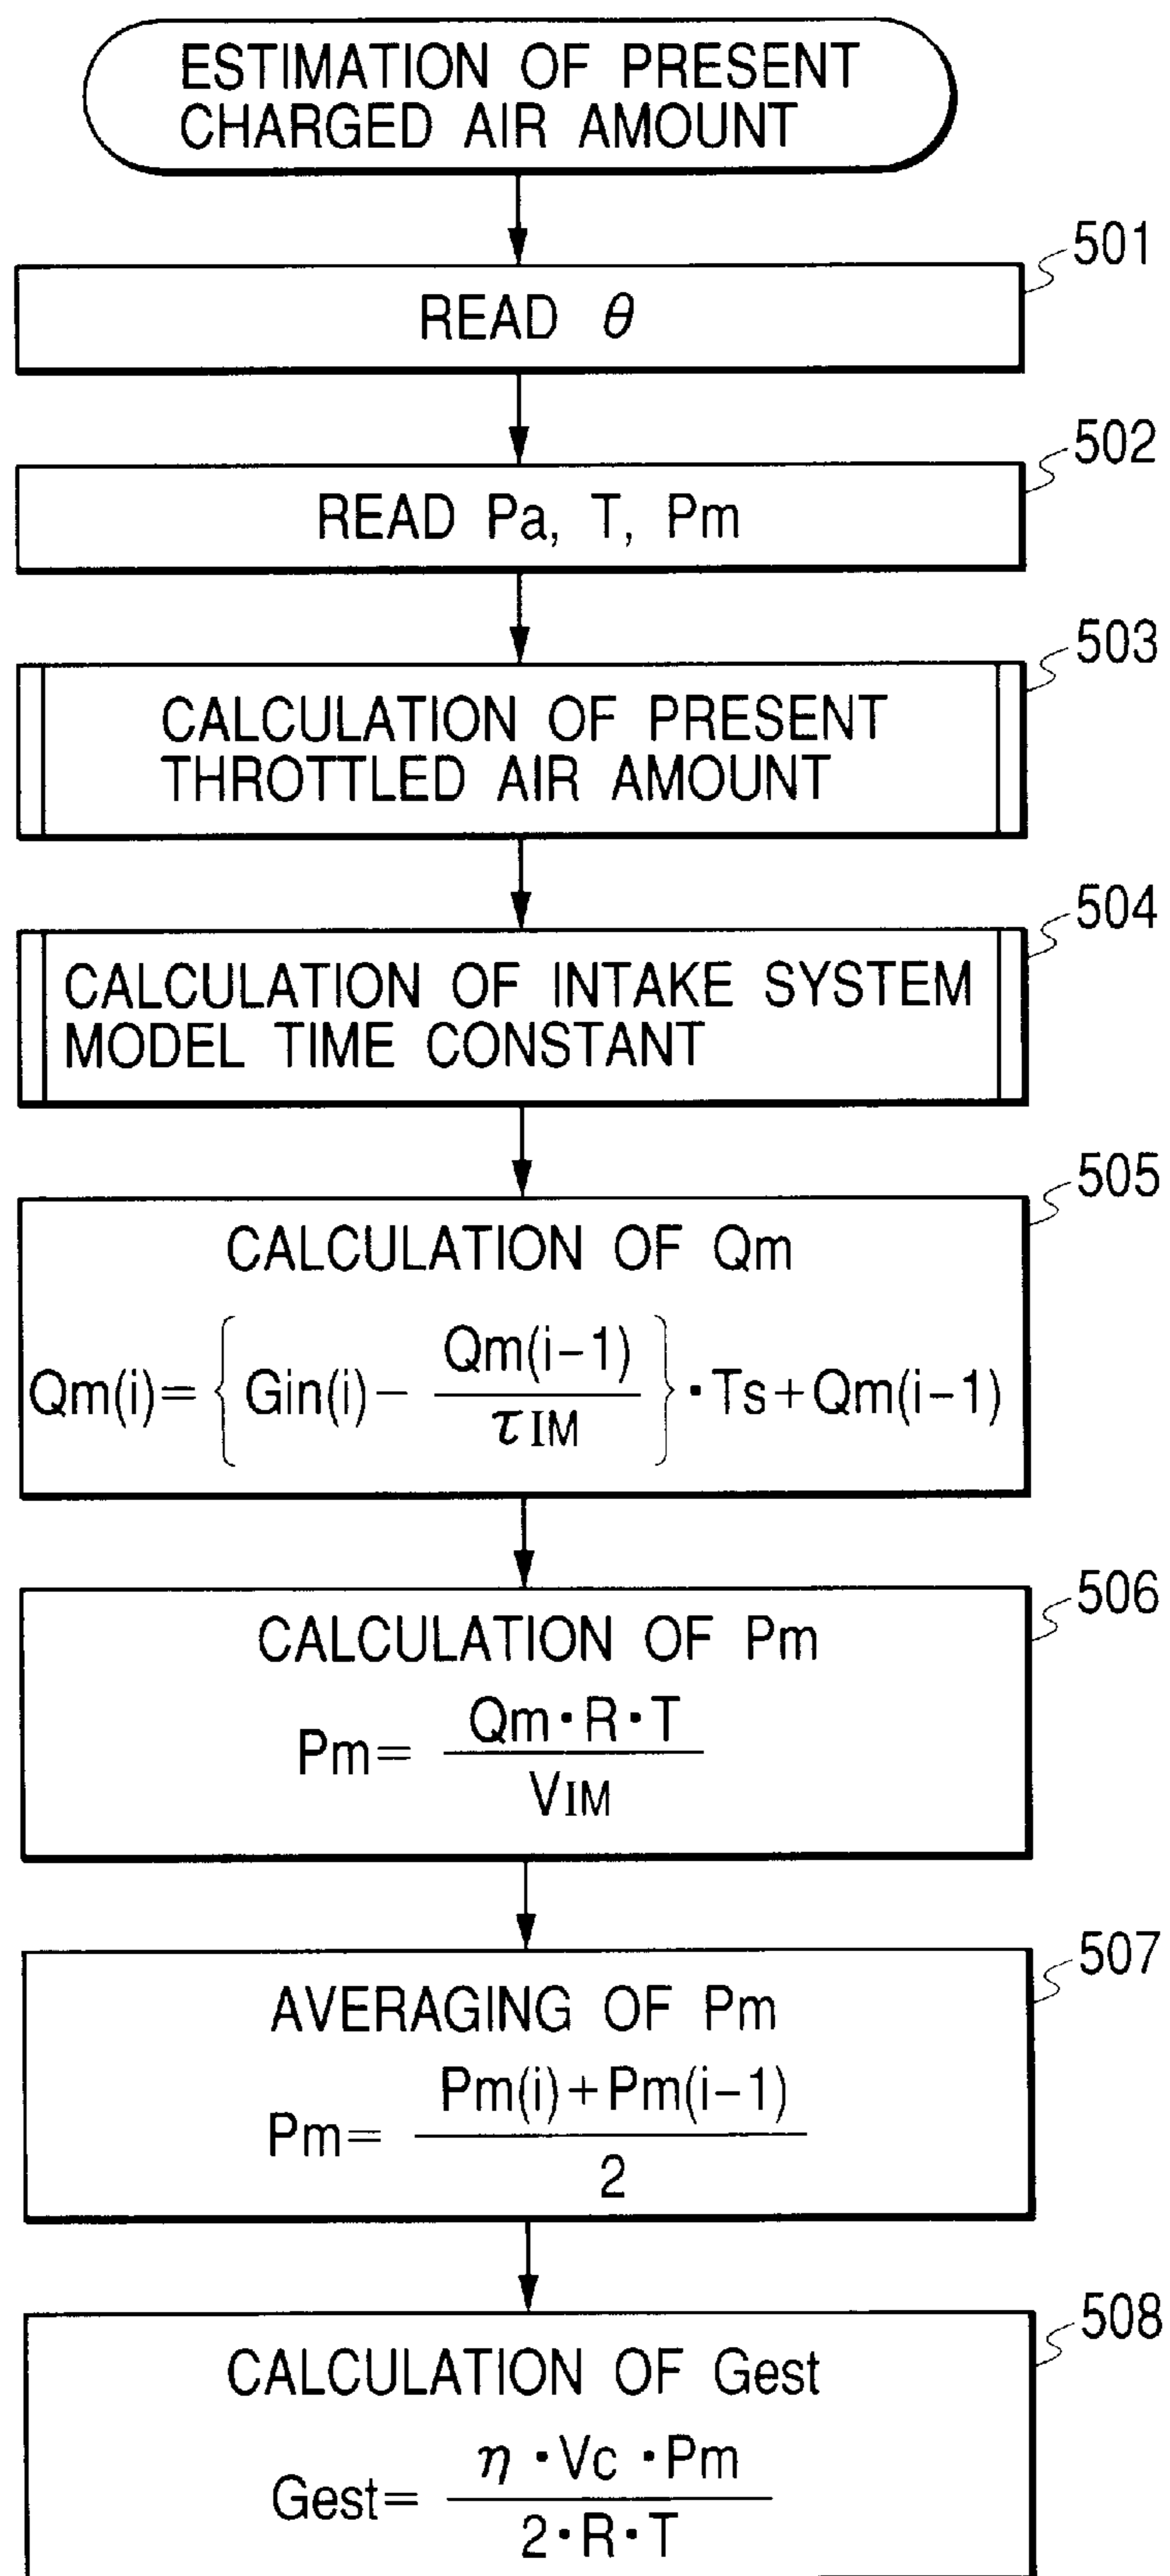 ESTIMATION OF PRESENT
CHARGED AIR AMOUNT
501
READ θ
502
READ Pa, T, Pm
503
CALCULATION OF PRESENT
THROTTLED AIR AMOUNT
504
CALCULATION OF INTAKE SYSTEM
MODEL TIME CONSTANT
505
CALCULATION OF Qm
Qm(i)={Gin(i)− Qm(i−1)/τIM}·Ts+Qm(i−1)
506
CALCULATION OF Pm
Pm= Qm·R·T/VIM
507
AVERAGING OF Pm
Pm= Pm(i)+Pm(i−1)/2
508
CALCULATION OF Gest
Gest= η·Vc·Pm/2·R·T